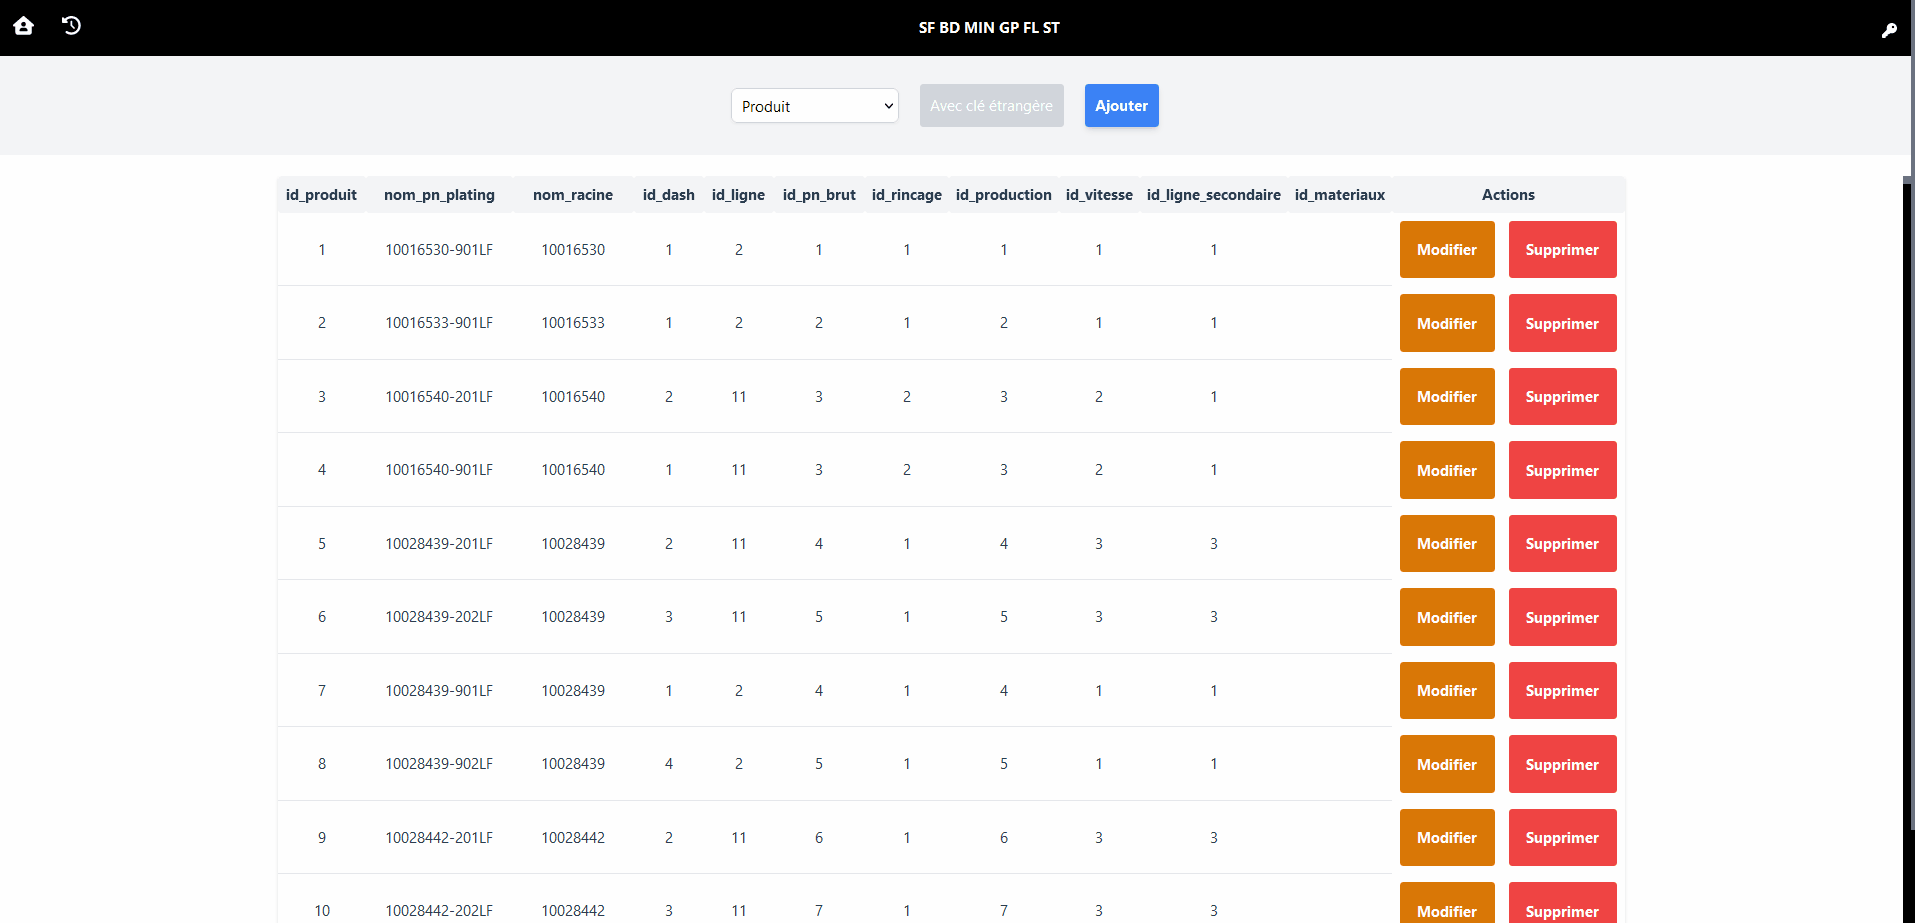 SF BD MIN GP FL ST
Produit Avec clé étrangère Ajouter
id_produit nom_pn_plating nom_racine id_dash id_ligne id_pn_brut id_rincage id_production id_vitesse id_ligne_secondaire id_materiaux Actions
1 10016530-901LF 10016530 1 2 1 1 1 1 1 Modifier Supprimer
2 10016533-901LF 10016533 1 2 2 1 2 1 1 Modifier Supprimer
3 10016540-201LF 10016540 2 11 3 2 3 2 1 Modifier Supprimer
4 10016540-901LF 10016540 1 11 3 2 3 2 1 Modifier Supprimer
5 10028439-201LF 10028439 2 11 4 1 4 3 3 Modifier Supprimer
6 10028439-202LF 10028439 3 11 5 1 5 3 3 Modifier Supprimer
7 10028439-901LF 10028439 1 2 4 1 4 1 1 Modifier Supprimer
8 10028439-902LF 10028439 4 2 5 1 5 1 1 Modifier Supprimer
9 10028442-201LF 10028442 2 11 6 1 6 3 3 Modifier Supprimer
10 10028442-202LF 10028442 3 11 7 1 7 3 3 Modifier Supprimer